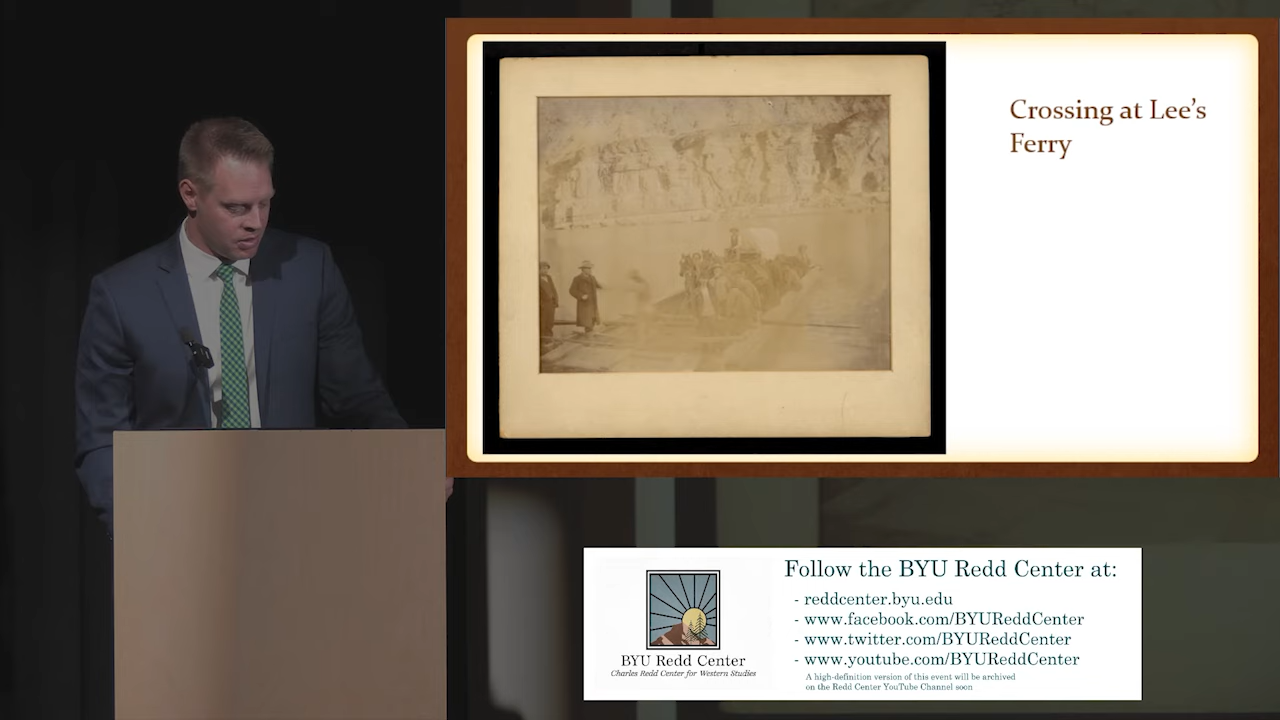 Crossing at Lee's
Ferry
Follow the BYU Redd Center at:
- reddcenter.byu.edu
- www.facebook.com/BYUReddCenter
- www.twitter.com/BYUReddCenter
- www.youtube.com/BYUReddCenter
A high-definition version of this event will be archived
on the Redd Center YouTube Channel soon
BYU Redd Center
Charles Redd Center for Western Studies